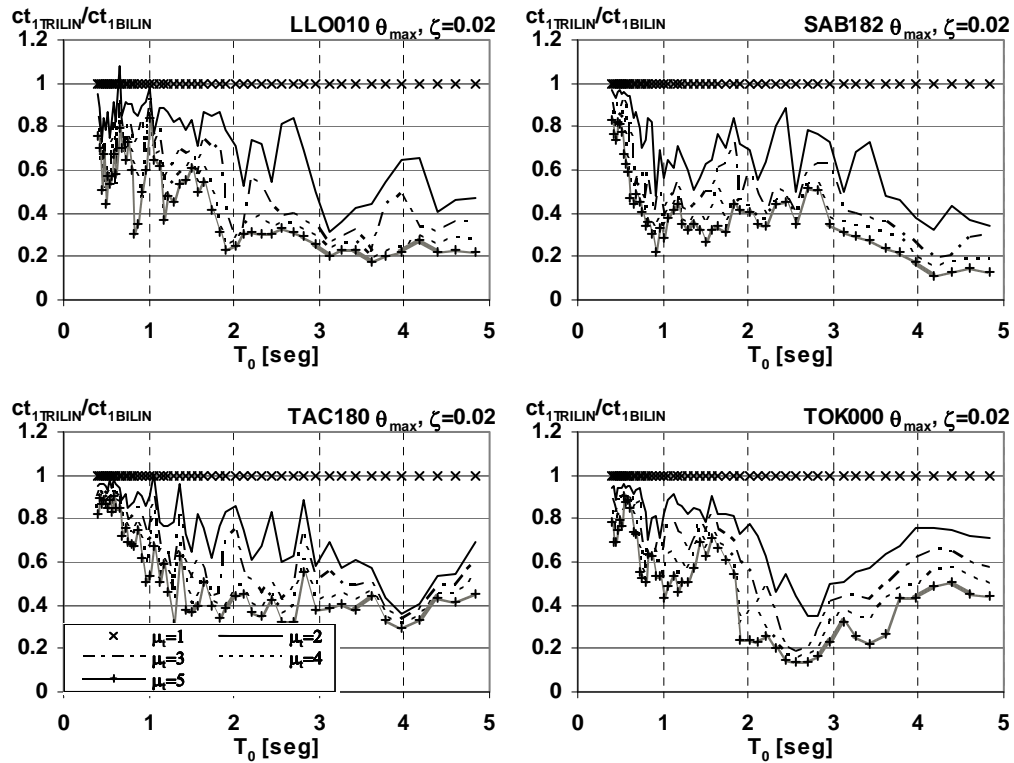 ct1TRILIN/ct1BILIN
LLO010 θmax, ζ=0.02
1.2
1
0.8
0.6
0.4
0.2
0
0 1 2 3 4 5
T0 [seg]
ct1TRILIN/ct1BILIN
SAB182 θmax, ζ=0.02
1.2
1
0.8
0.6
0.4
0.2
0
0 1 2 3 4 5
T0 [seg]
ct1TRILIN/ct1BILIN
TAC180 θmax, ζ=0.02
1.2
1
0.8
0.6
0.4
0.2
0
μt=1 μt=2
μt=3 μt=4
μt=5
0 1 2 3 4 5
T0 [seg]
ct1TRILIN/ct1BILIN
TOK000 θmax, ζ=0.02
1.2
1
0.8
0.6
0.4
0.2
0
0 1 2 3 4 5
T0 [seg]